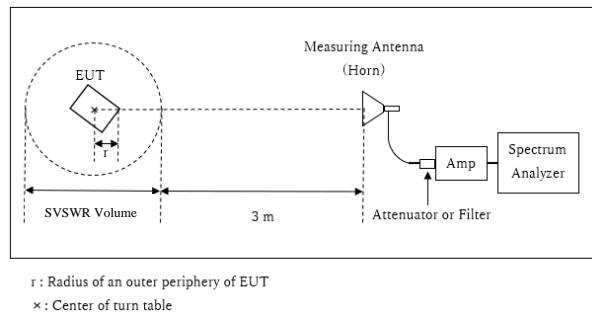 Measuring Antenna
(Horn)
EUT
r
Amp
Spectrum
Analyzer
SVSWR Volume
3 m
Attenuator or Filter
r : Radius of an outer periphery of EUT
× : Center of turn table